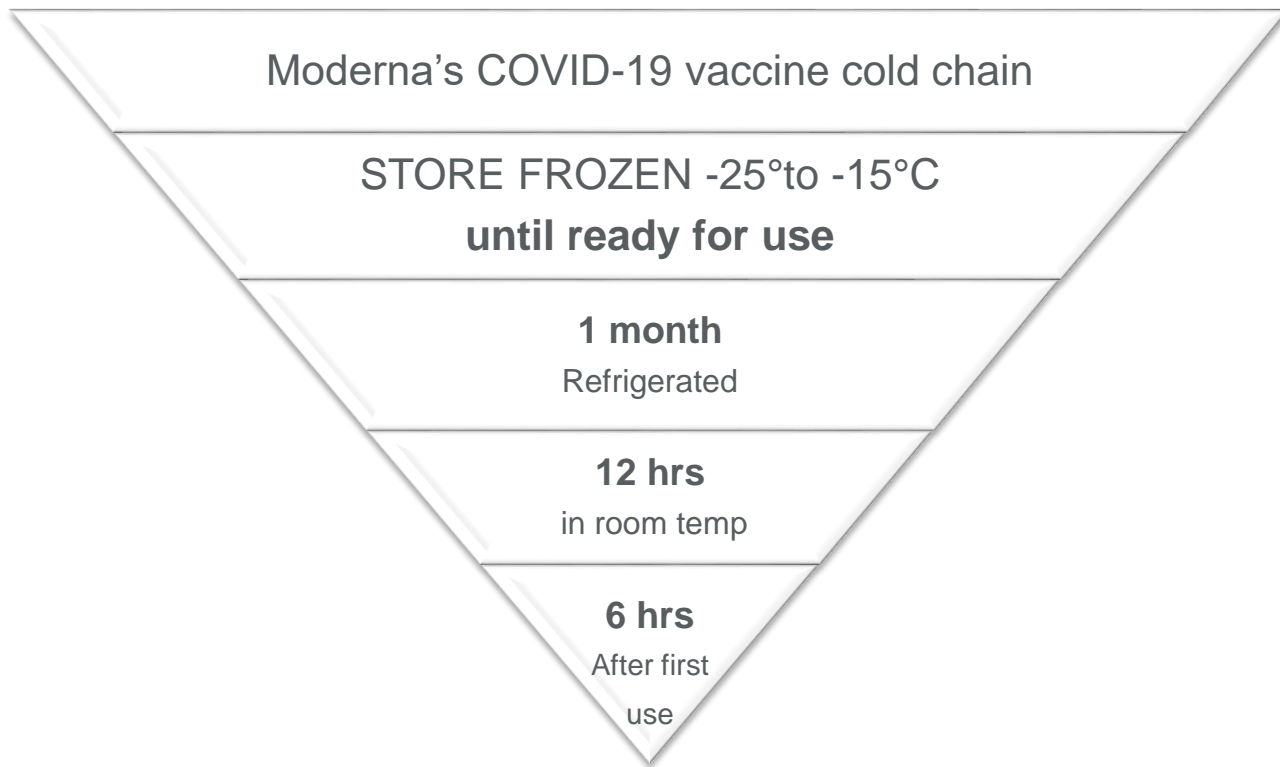 Moderna’s COVID-19 vaccine cold chain
STORE FROZEN -25°to -15°C
until ready for use
1 month
Refrigerated
12 hrs
in room temp
6 hrs
After first
use